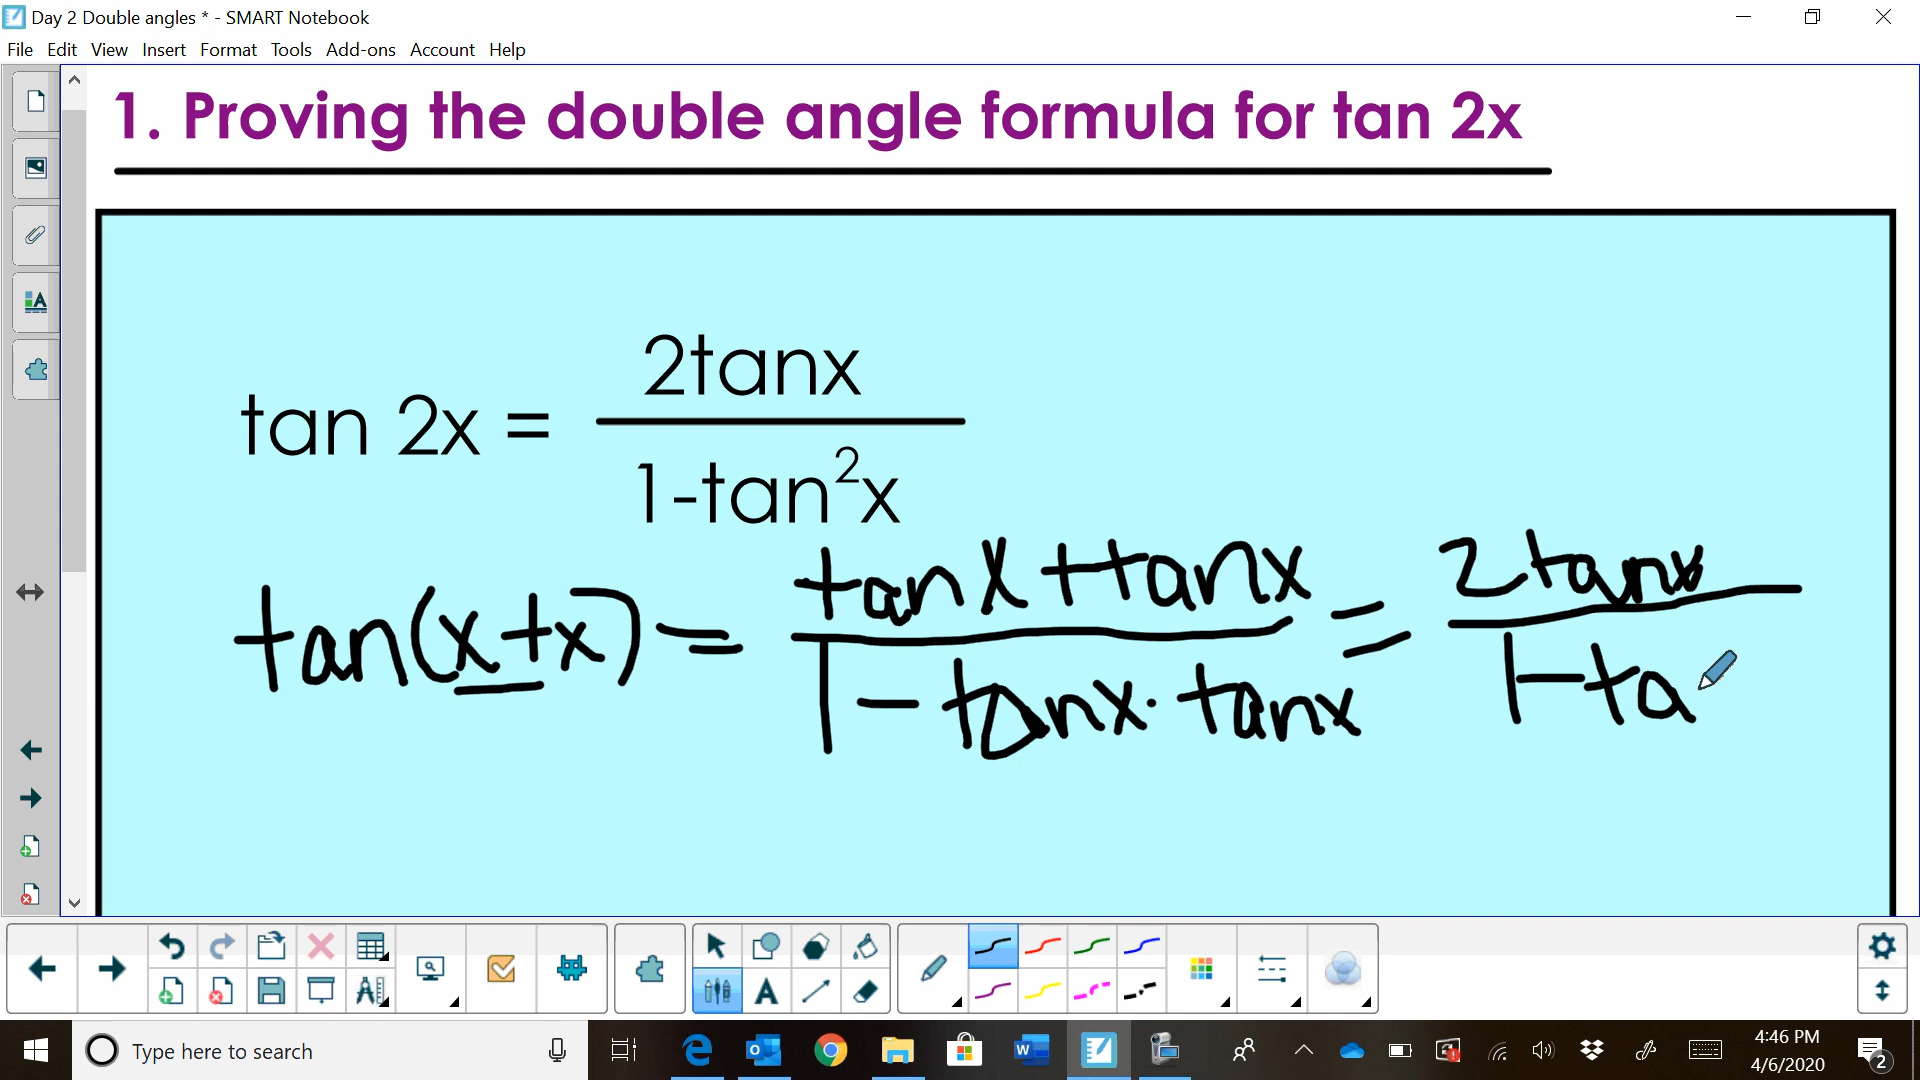 Day 2 Double angles * - SMART Notebook
File Edit View Insert Format Tools Add-ons Account Help
1. Proving the double angle formula for tan 2x
2tanx
tan 2x =
1-tan²x
tanx + tanx = 2tanx
tan(x+x) =
1 - tanx · tanx 1 - ta
Type here to search
4:46 PM
4/6/2020
2